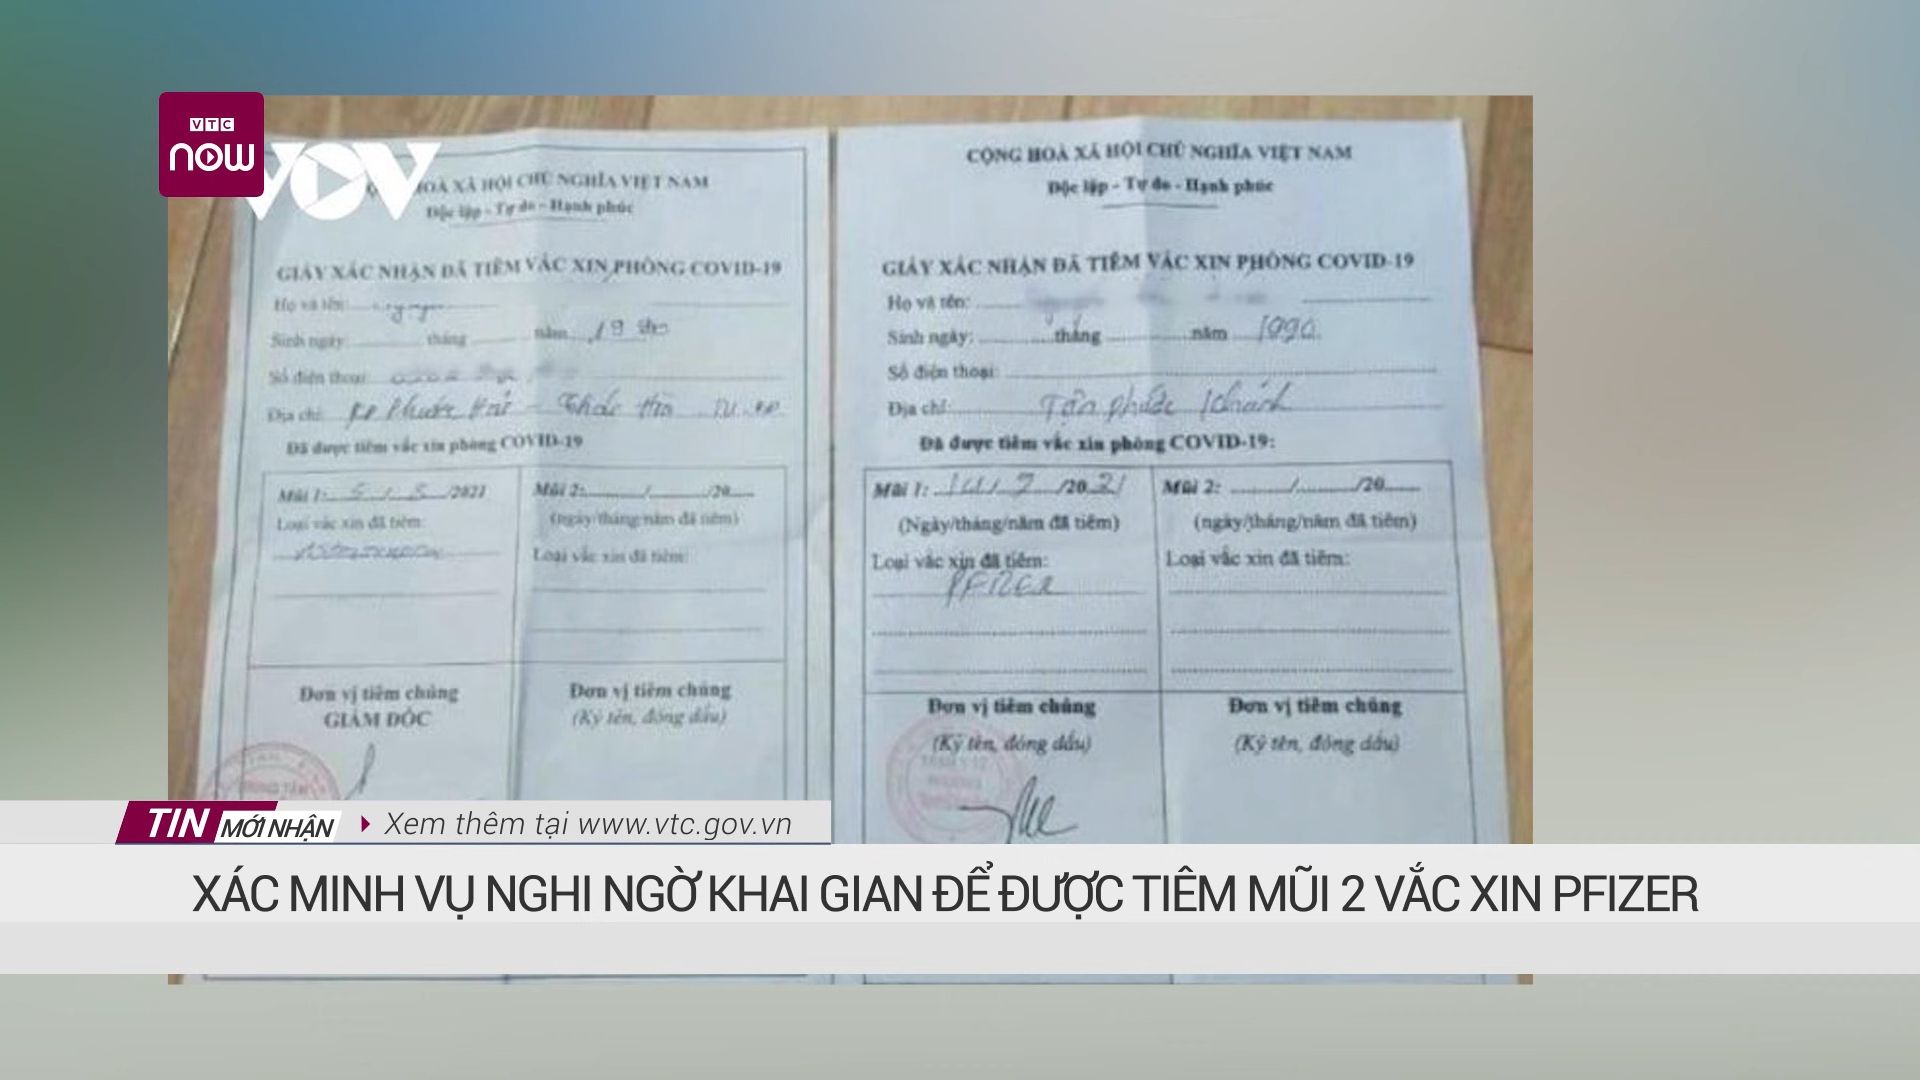 VTC
now
VOV
HOÀ XÃ HỘI CHỦ NGHĨA VIỆT NAM
Độc lập - Tự do - Hạnh phúc
GIẤY XÁC NHẬN ĐÃ TIÊM VẮC XIN PHÒNG COVID-19
Họ và tên:
Sinh ngày: tháng năm 19
Số điện thoại:
Địa chỉ:
Đã được tiêm vắc xin phòng COVID-19
Mũi 1: 5 / 5 /2021
Loại vắc xin đã tiêm:
Mũi 2: / /20
(ngày/tháng/năm đã tiêm)
Loại vắc xin đã tiêm:
Đơn vị tiêm chủng
GIÁM ĐỐC
Đơn vị tiêm chủng
(Ký tên, đóng dấu)
CỘNG HOÀ XÃ HỘI CHỦ NGHĨA VIỆT NAM
Độc lập - Tự do - Hạnh phúc
GIẤY XÁC NHẬN ĐÃ TIÊM VẮC XIN PHÒNG COVID-19
Họ và tên:
Sinh ngày: tháng năm 1990
Số điện thoại:
Địa chỉ: Tân phước khánh
Đã được tiêm vắc xin phòng COVID-19:
Mũi 1: /2021
(Ngày/tháng/năm đã tiêm)
Loại vắc xin đã tiêm:
PFIZER
Mũi 2: / /20
(ngày/tháng/năm đã tiêm)
Loại vắc xin đã tiêm:
Đơn vị tiêm chủng
(Ký tên, đóng dấu)
Đơn vị tiêm chủng
(Ký tên, đóng dấu)
TIN MỚI NHẬN Xem thêm tại www.vtc.gov.vn
XÁC MINH VỤ NGHI NGỜ KHAI GIAN ĐỂ ĐƯỢC TIÊM MŨI 2 VẮC XIN PFIZER